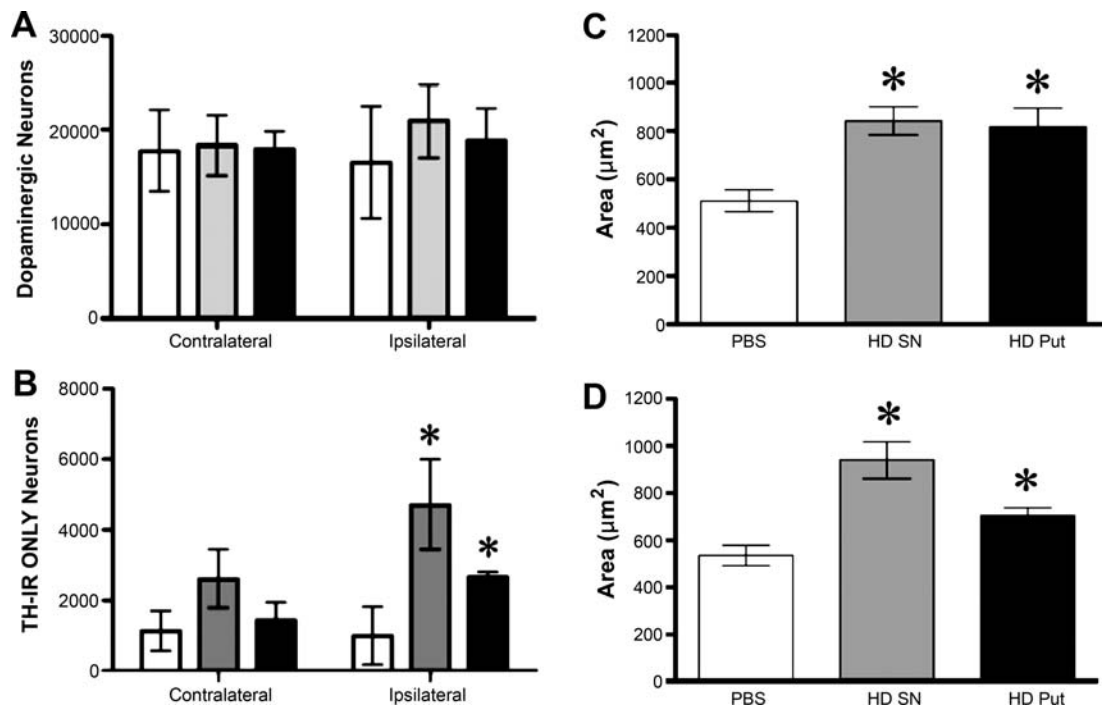 A
Dopaminergic Neurons
30000
20000
10000
0
Contralateral
Ipsilateral
B
TH-IR ONLY Neurons
8000
6000
4000
2000
0
*
*
Contralateral
Ipsilateral
C
Area (µm²)
1200
1000
800
600
400
200
0
*
*
PBS
HD SN
HD Put
D
Area (µm²)
1200
1000
800
600
400
200
0
*
*
PBS
HD SN
HD Put